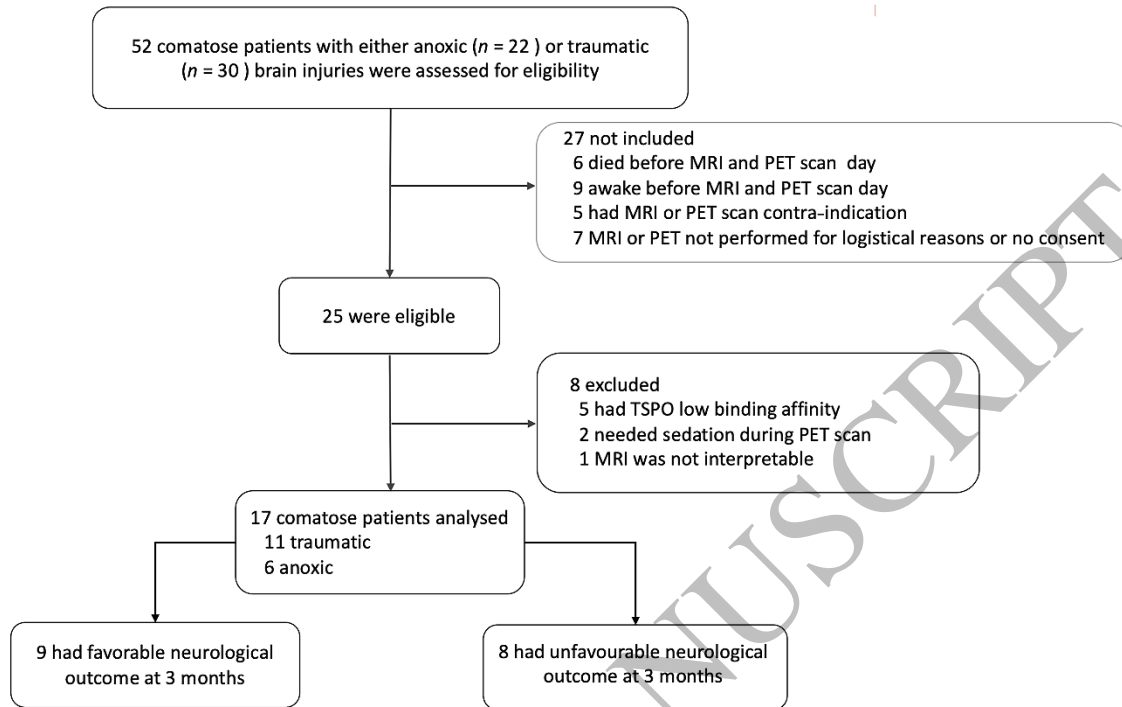 52 comatose patients with either anoxic (n = 22 ) or traumatic
(n = 30 ) brain injuries were assessed for eligibility
27 not included
6 died before MRI and PET scan day
9 awake before MRI and PET scan day
5 had MRI or PET scan contra-indication
7 MRI or PET not performed for logistical reasons or no consent
25 were eligible
8 excluded
5 had TSPO low binding affinity
2 needed sedation during PET scan
1 MRI was not interpretable
17 comatose patients analysed
11 traumatic
6 anoxic
9 had favorable neurological
outcome at 3 months
8 had unfavourable neurological
outcome at 3 months
NUSCRIPT